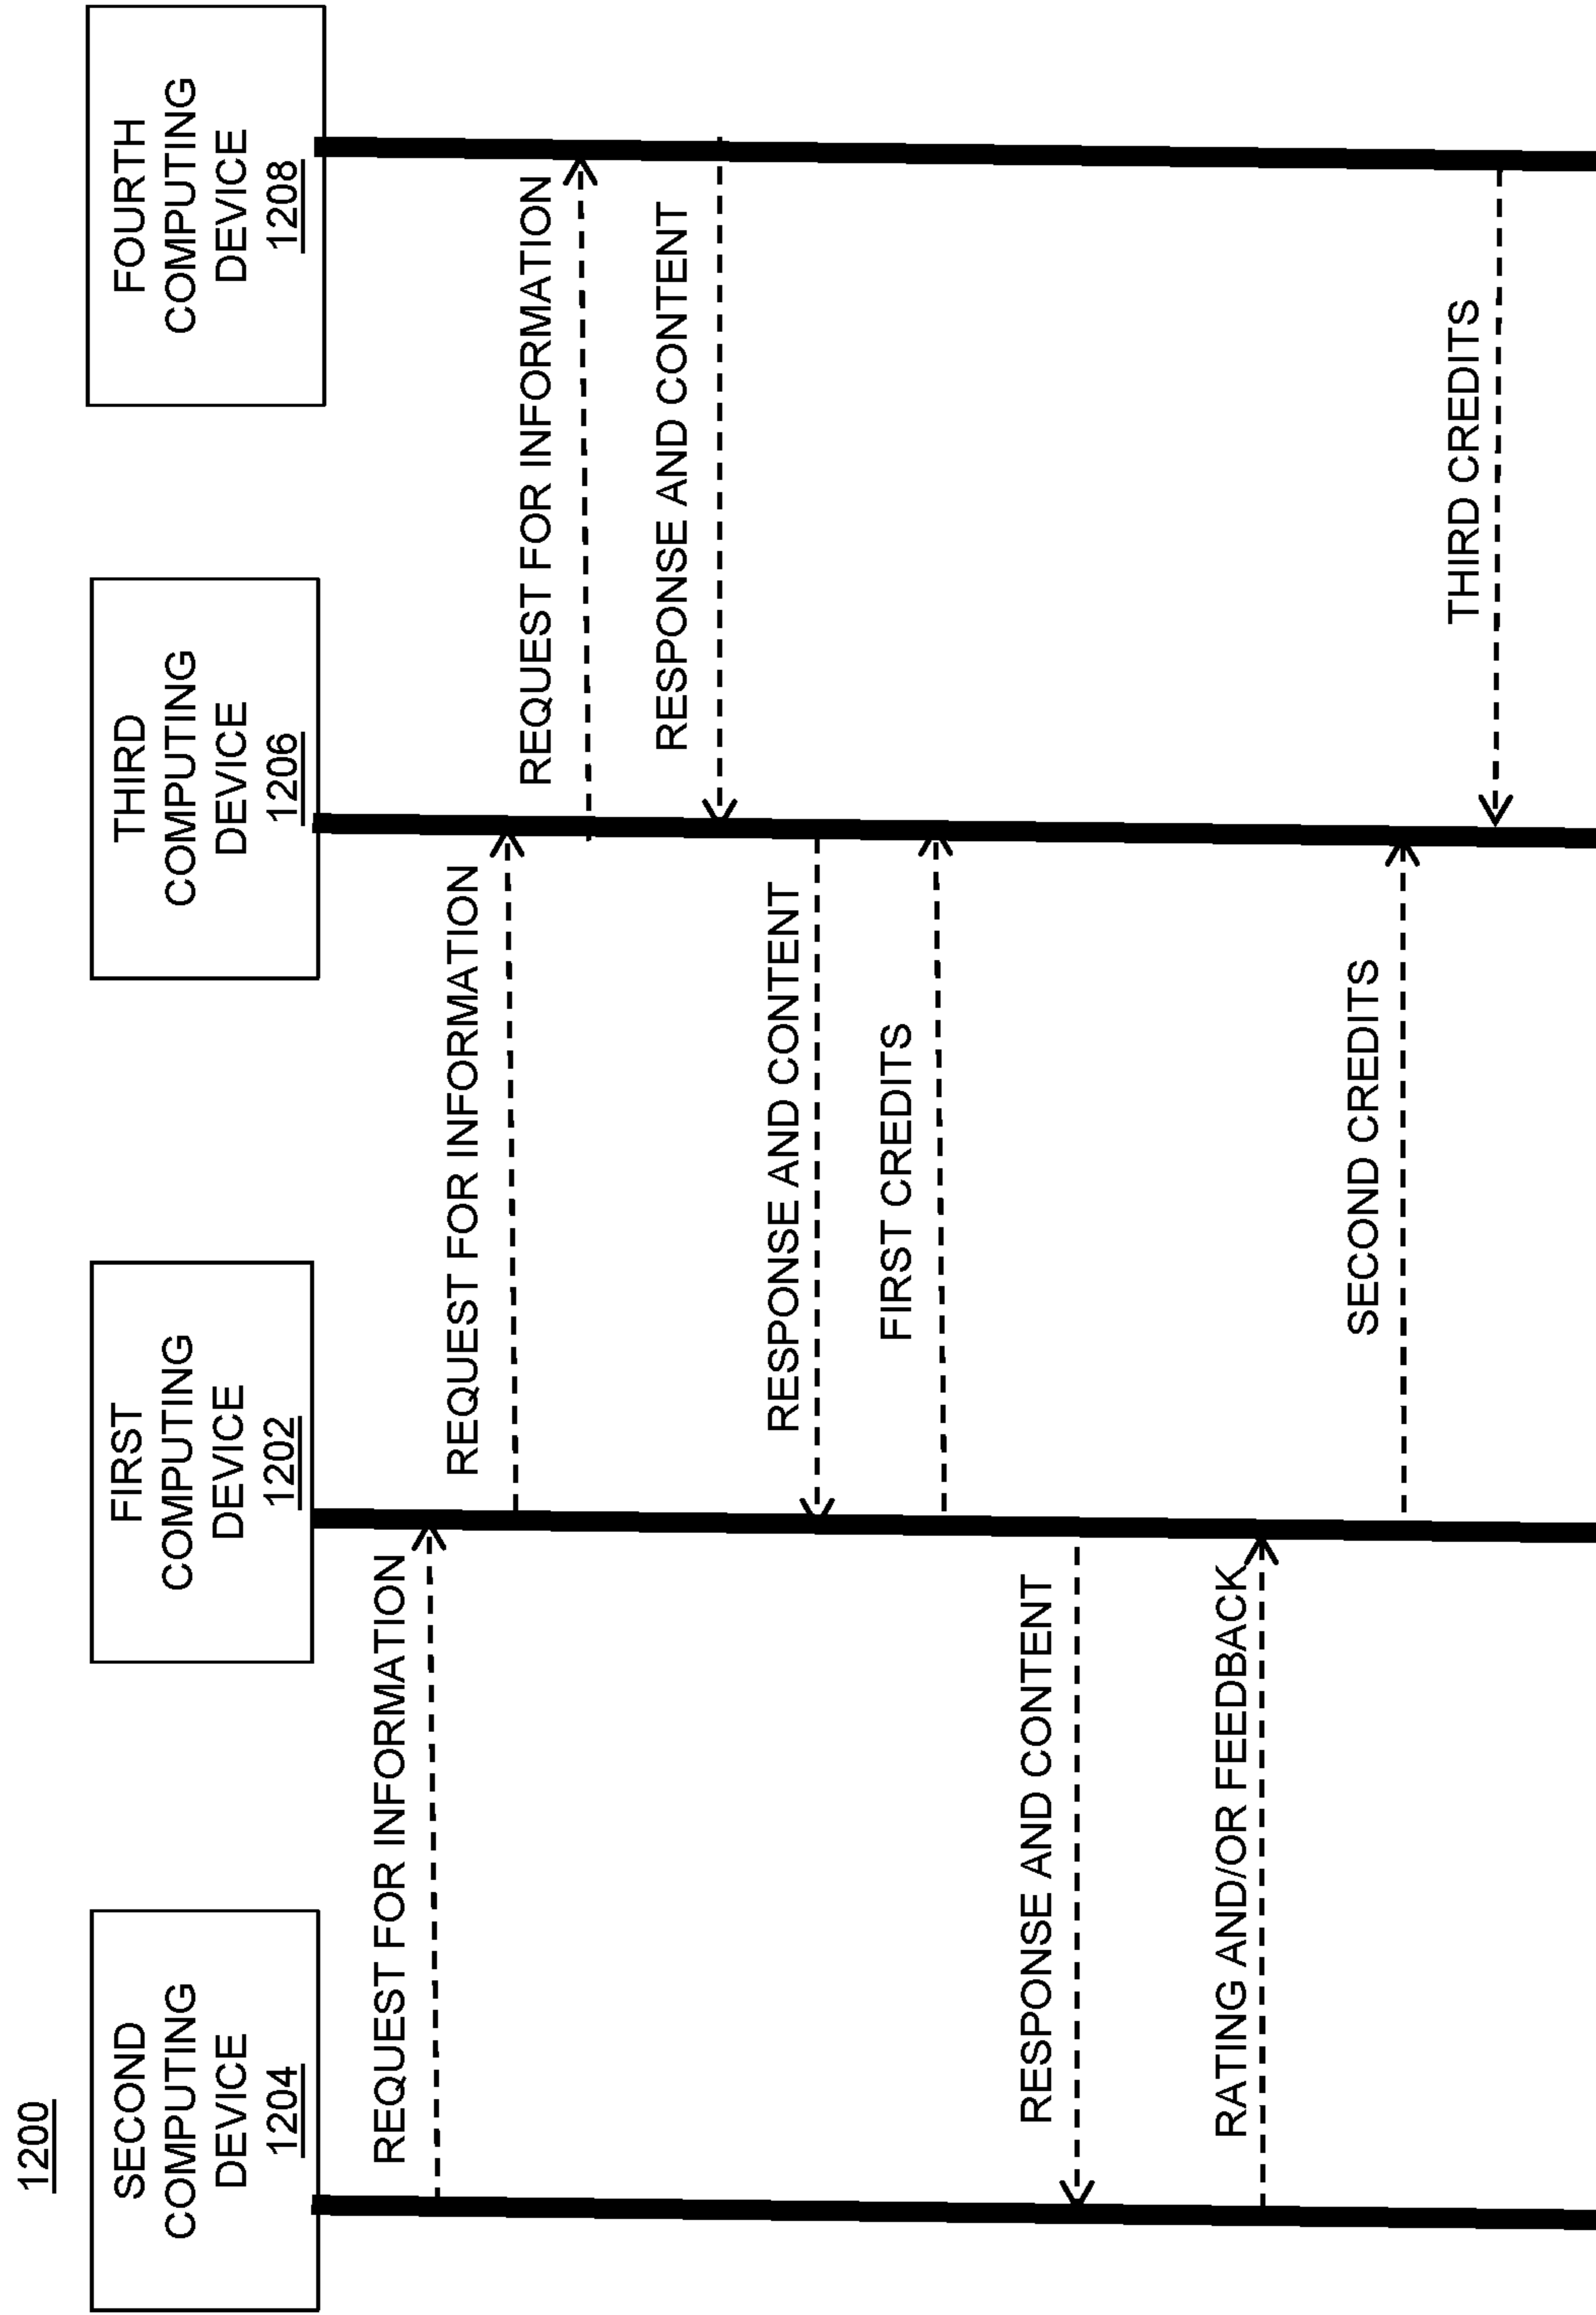 1200
SECOND
COMPUTING
DEVICE
1204
FIRST
COMPUTING
DEVICE
1202
THIRD
COMPUTING
DEVICE
1206
FOURTH
COMPUTING
DEVICE
1208
REQUEST FOR INFORMATION
REQUEST FOR INFORMATION
REQUEST FOR INFORMATION
RESPONSE AND CONTENT
RESPONSE AND CONTENT
FIRST CREDITS
RESPONSE AND CONTENT
RATING AND/OR FEEDBACK
SECOND CREDITS
THIRD CREDITS